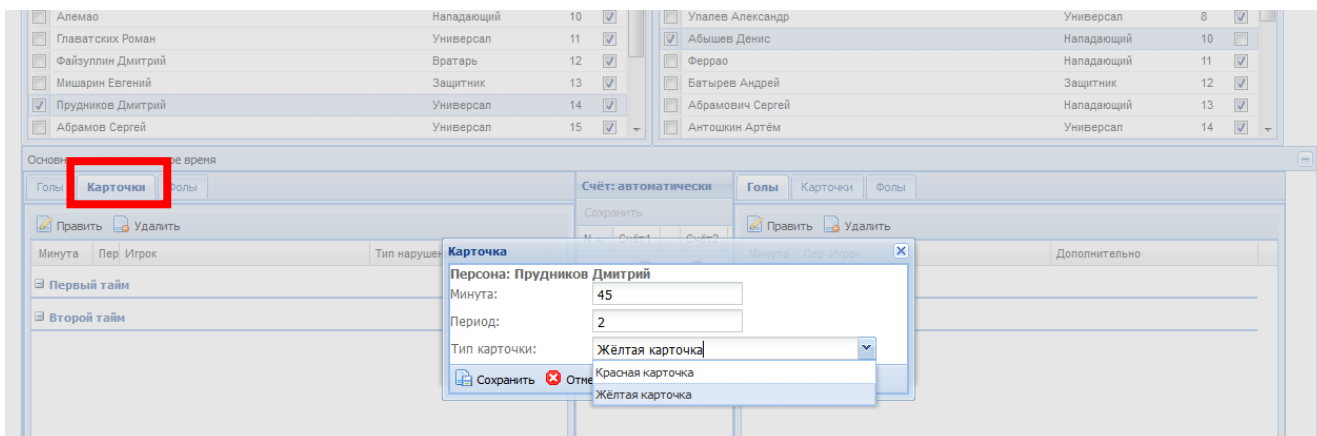 Алемао Нападающий 10 Упалев Александр Универсал 8
Главатских Роман Универсал 11 Абышев Денис Нападающий 10
Файзуллин Дмитрий Вратарь 12 Феррао Нападающий 11
Мишарин Евгений Защитник 13 Батырев Андрей Защитник 12
Прудников Дмитрий Универсал 14 Абрамович Сергей Нападающий 13
Абрамов Сергей Универсал 15 Антошкин Артём Универсал 14
время
Голы Карточки Фолы Счёт: автоматически Голы Карточки Фолы
Править Удалить Сохранить Править Удалить
Минута Пер Игрок Тип нарушен N Счёт1 Счёт2 Минута Пер Игрок Дополнительно
Карточка
Персона: Прудников Дмитрий
Первый тайм
Минута: 45
Второй тайм
Период: 2
Тип карточки: Жёлтая карточка
Красная карточка
Сохранить Отме
Жёлтая карточка